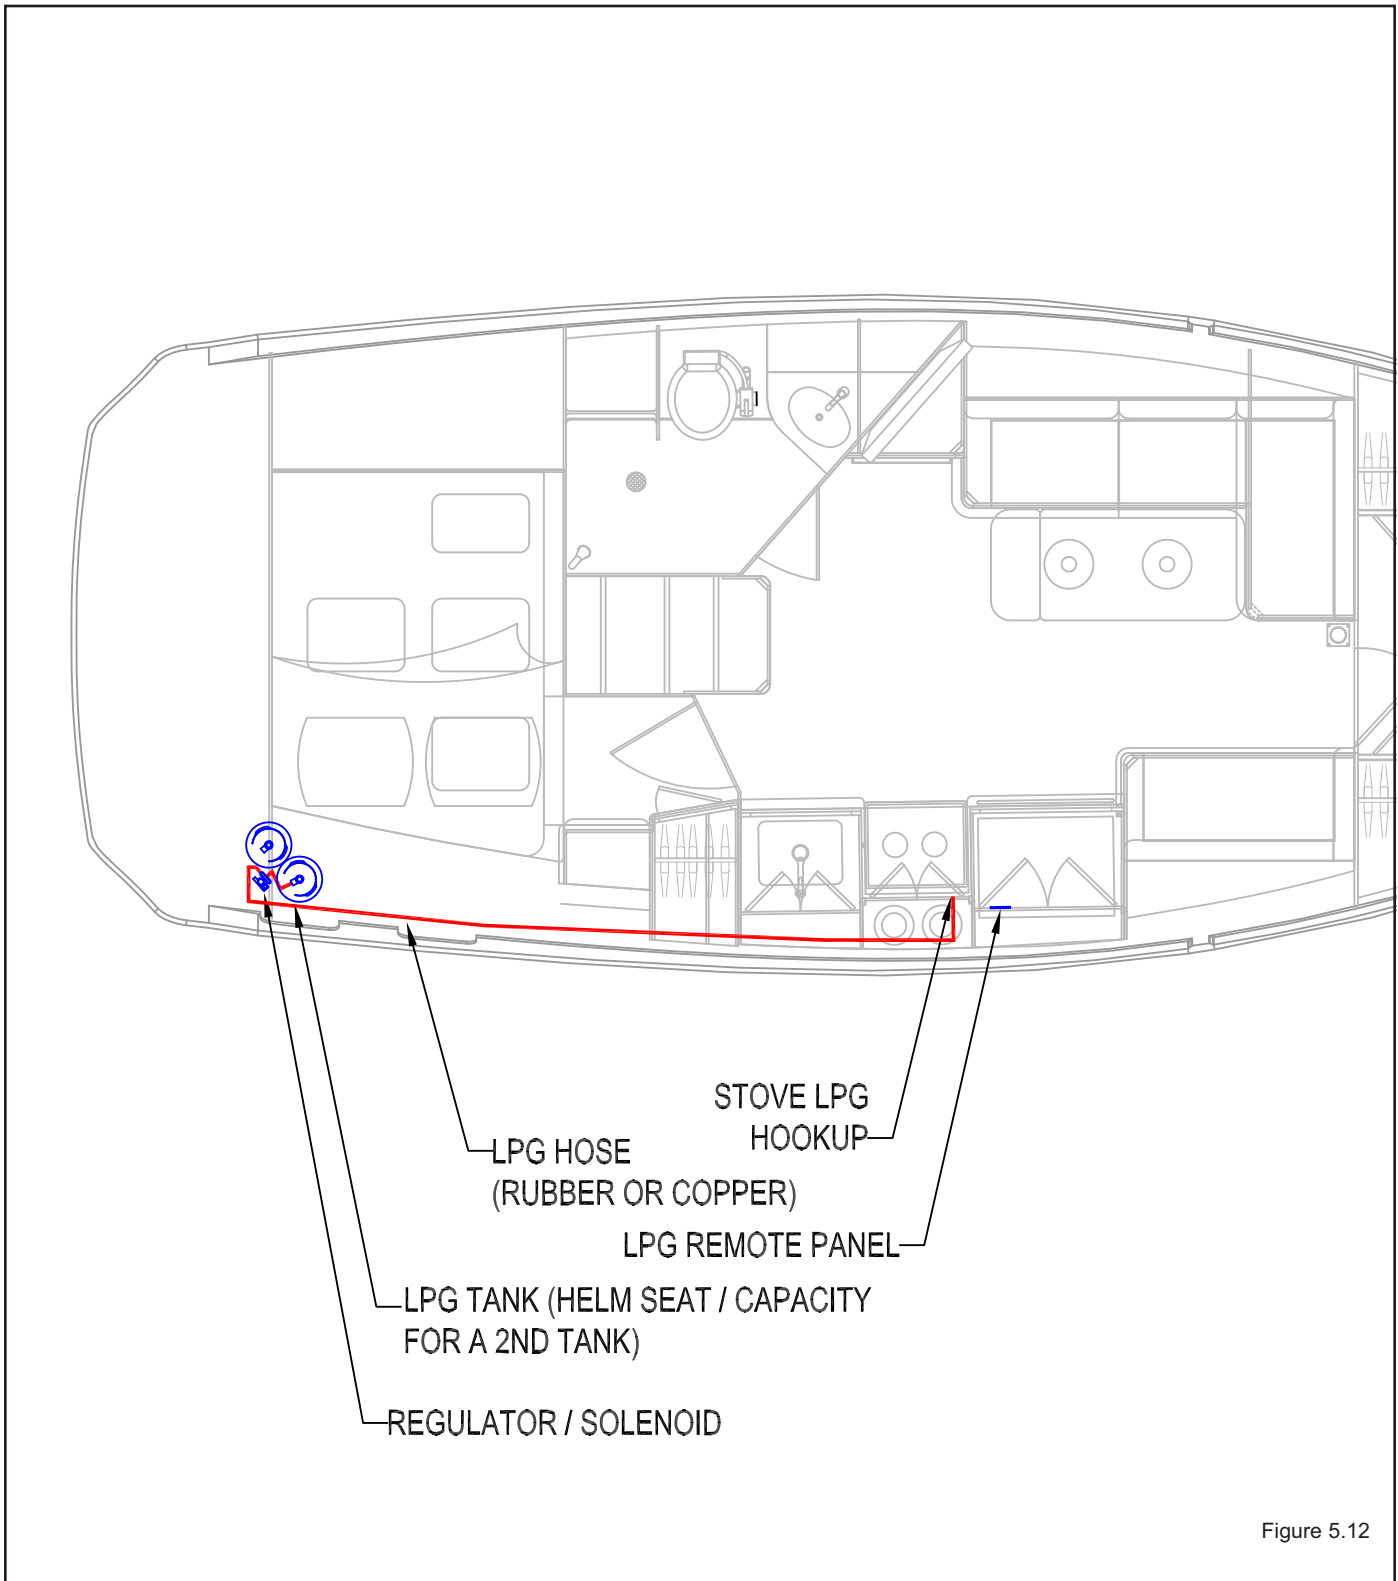 STOVE LPG
HOOKUP
LPG HOSE
(RUBBER OR COPPER)
LPG REMOTE PANEL
LPG TANK (HELM SEAT / CAPACITY
FOR A 2ND TANK)
REGULATOR / SOLENOID
Figure 5.12